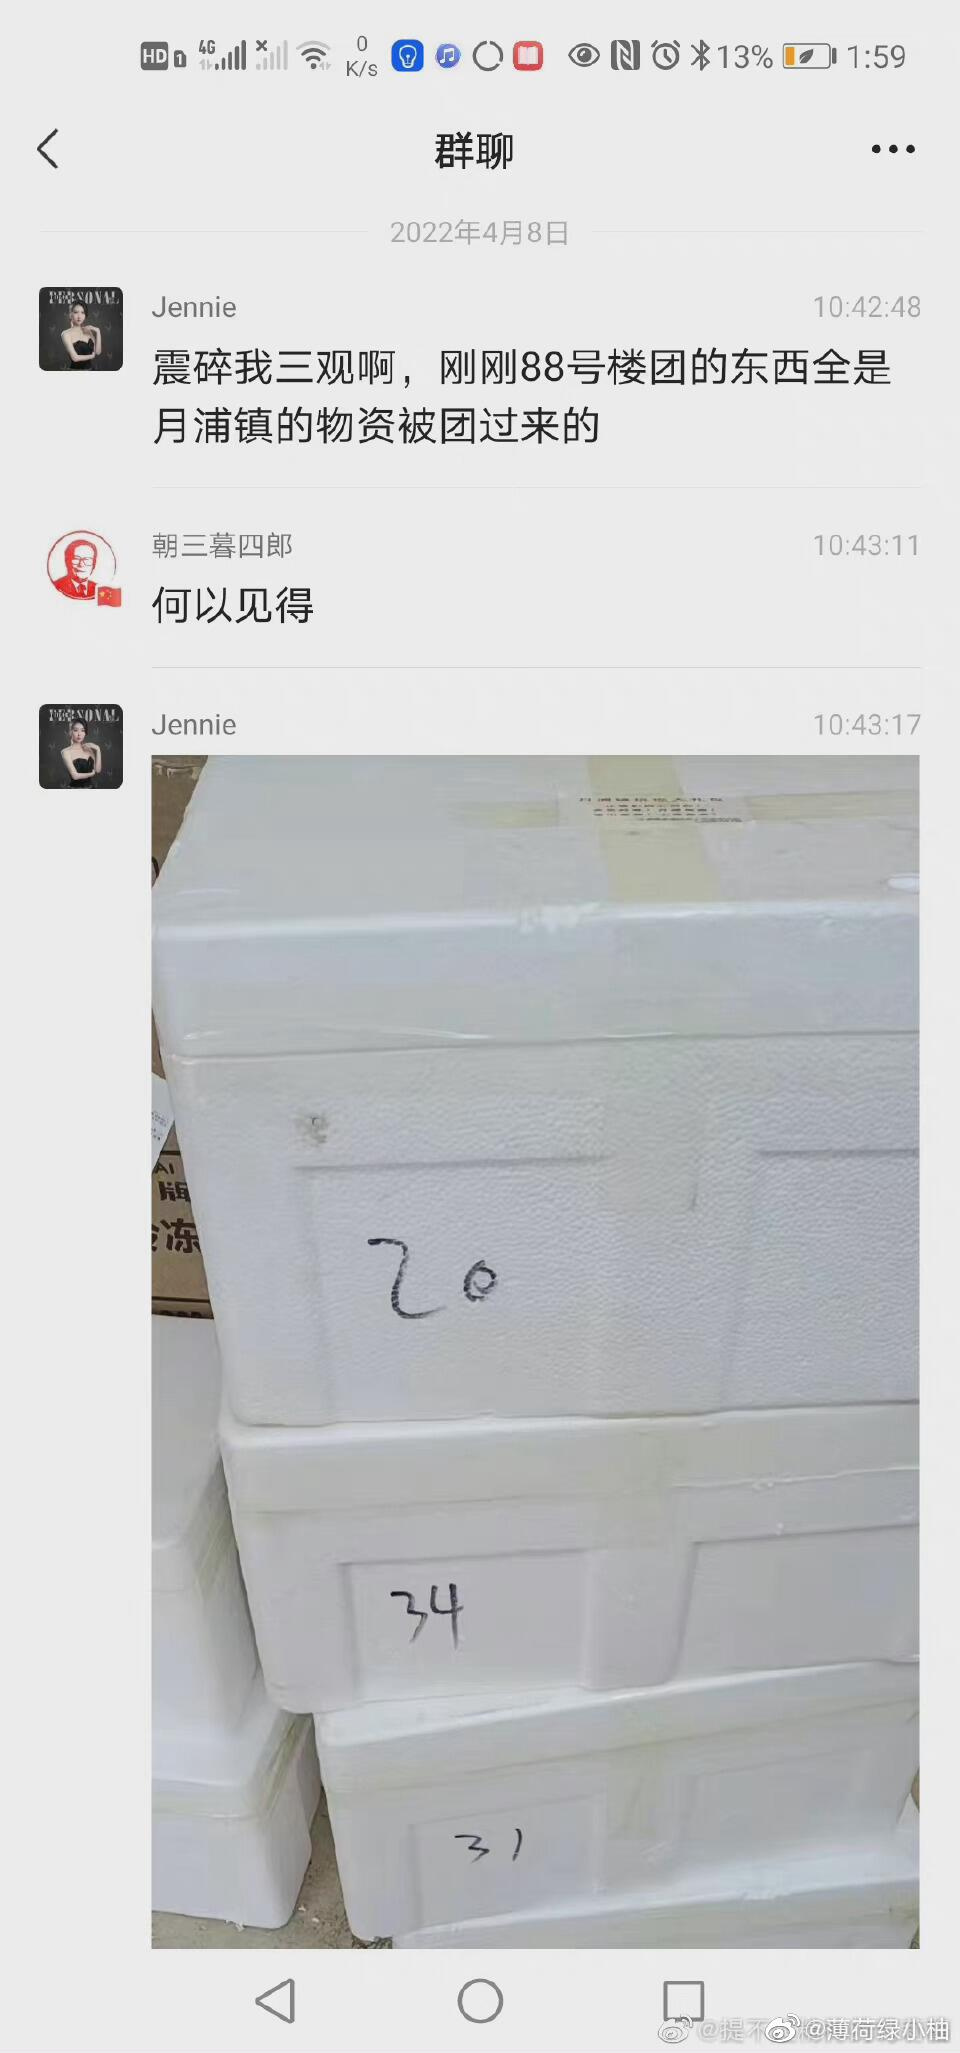 HD 1 4G 0 K/s 13% 1:59
群聊
2022年4月8日
PERSONAL
Jennie 10:42:48
震碎我三观啊，刚刚88号楼团的东西全是
月浦镇的物资被团过来的
朝三暮四郎 10:43:11
何以见得
PERSONAL
Jennie 10:43:17
AI
牌
冷冻
20
34
31
@提不
@薄荷绿小柚